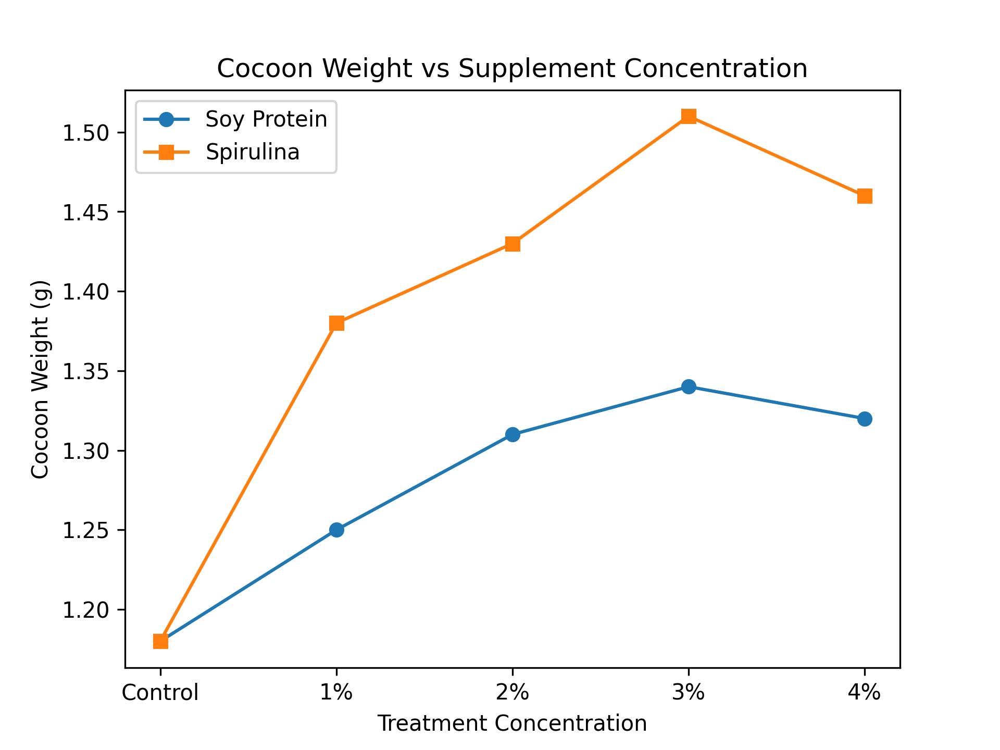 Cocoon Weight vs Supplement Concentration
Soy Protein
Spirulina
1.50
1.45
1.40
1.35
1.30
1.25
1.20
Cocoon Weight (g)
Control 1% 2% 3% 4%
Treatment Concentration